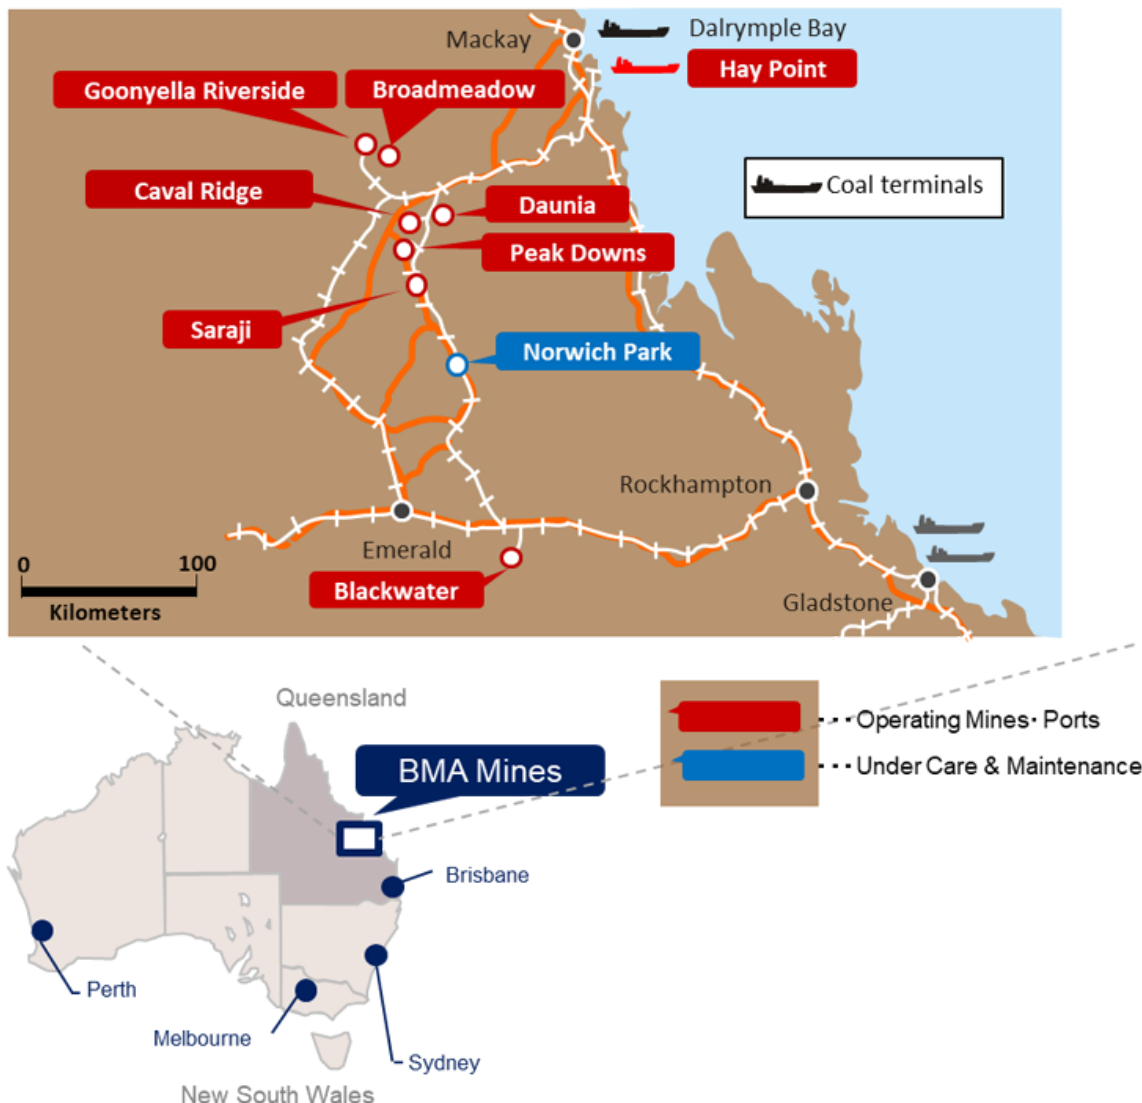 Dalrymple Bay
Mackay
Hay Point
Goonyella Riverside
Broadmeadow
Coal terminals
Caval Ridge
Daunia
Peak Downs
Saraji
Norwich Park
Rockhampton
Emerald
0 100
Kilometers
Blackwater
Gladstone
Queensland
Operating Mines・Ports
BMA Mines
Under Care & Maintenance
Brisbane
Perth
Melbourne
Sydney
New South Wales